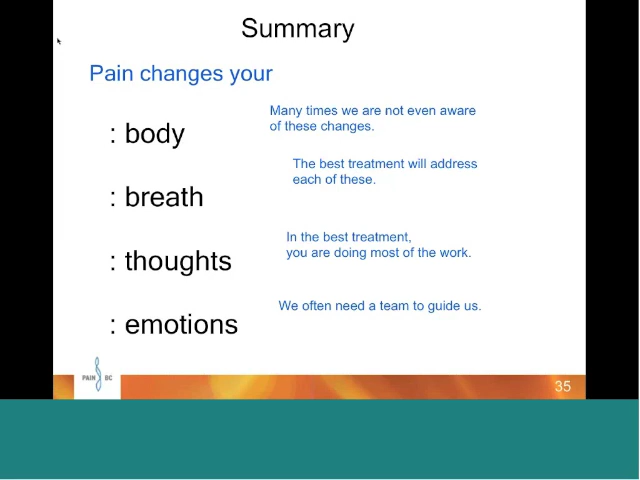 Summary
Pain changes your
Many times we are not even aware
of these changes.
: body
The best treatment will address
each of these.
: breath
In the best treatment,
you are doing most of the work.
: thoughts
We often need a team to guide us.
: emotions
PAIN BC
35